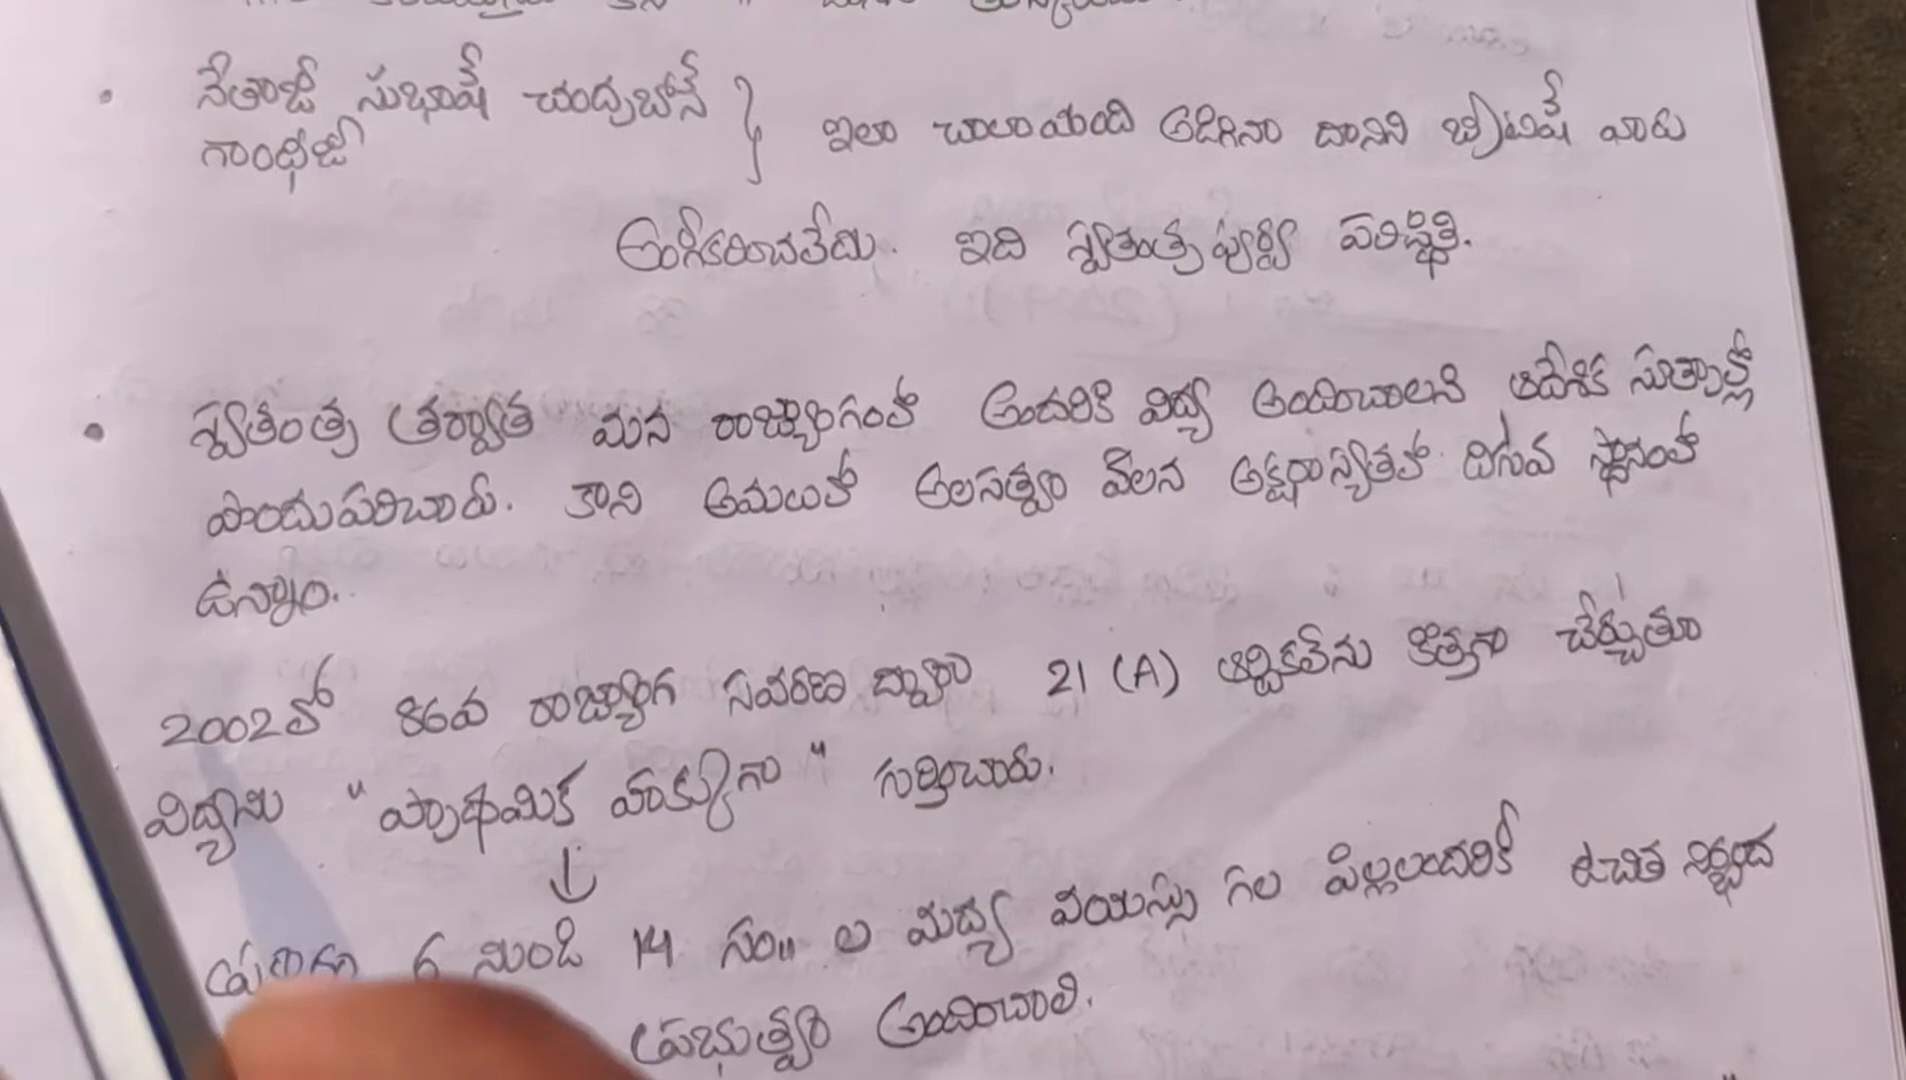 నేతాజీ సుభాష్ చంద్రబోస్
గాంధీజీ } ఇలా చాలామంది అడిగినా దానిని బ్రిటిష్ వారు
అంగీకరించలేదు. ఇది స్వతంత్ర పూర్వ పరిస్థితి.
స్వతంత్ర తర్వాత మన రాజ్యాంగంలో అందరికి విద్య అందించాలని ఆదేశిక సూత్రాల్లో
పొందుపరిచారు. కాని అమలులో అలసత్వం వలన అక్షరాస్యతలో దిగువ స్థానంలో
ఉన్నాం.
2002లో 86వ రాజ్యాంగ సవరణ ద్వారా 21 (A) ఆర్టికల్‌ను కొత్తగా చేర్చుతూ
విద్యను "ప్రాథమిక హక్కుగా" గుర్తించారు.
↓
6 నుండి 14 సం॥ ల మధ్య వయస్సు గల పిల్లలందరికీ ఉచిత నిర్భంద
ప్రభుత్వం అందించాలి.